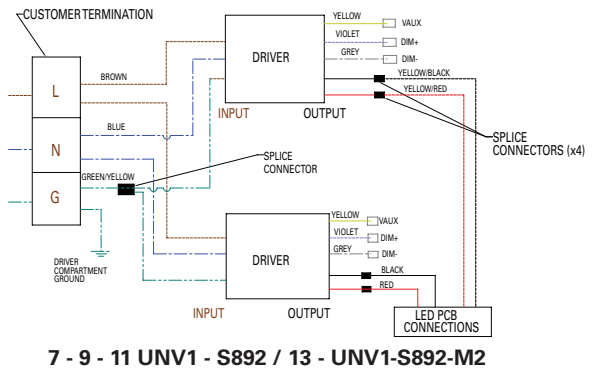 CUSTOMER TERMINATION
YELLOW
VAUX
VIOLET
DIM+
GREY
DIM-
DRIVER
YELLOW/BLACK
BROWN
L
YELLOW/RED
INPUT
OUTPUT
BLUE
N
SPLICE
CONNECTORS (x4)
SPLICE
CONNECTOR
GREEN/YELLOW
G
YELLOW
VAUX
VIOLET
DIM+
GREY
DIM-
DRIVER
DRIVER
COMPARTMENT
GROUND
BLACK
RED
INPUT
OUTPUT
LED PCB
CONNECTIONS
7 - 9 - 11 UNV1 - S892 / 13 - UNV1-S892-M2